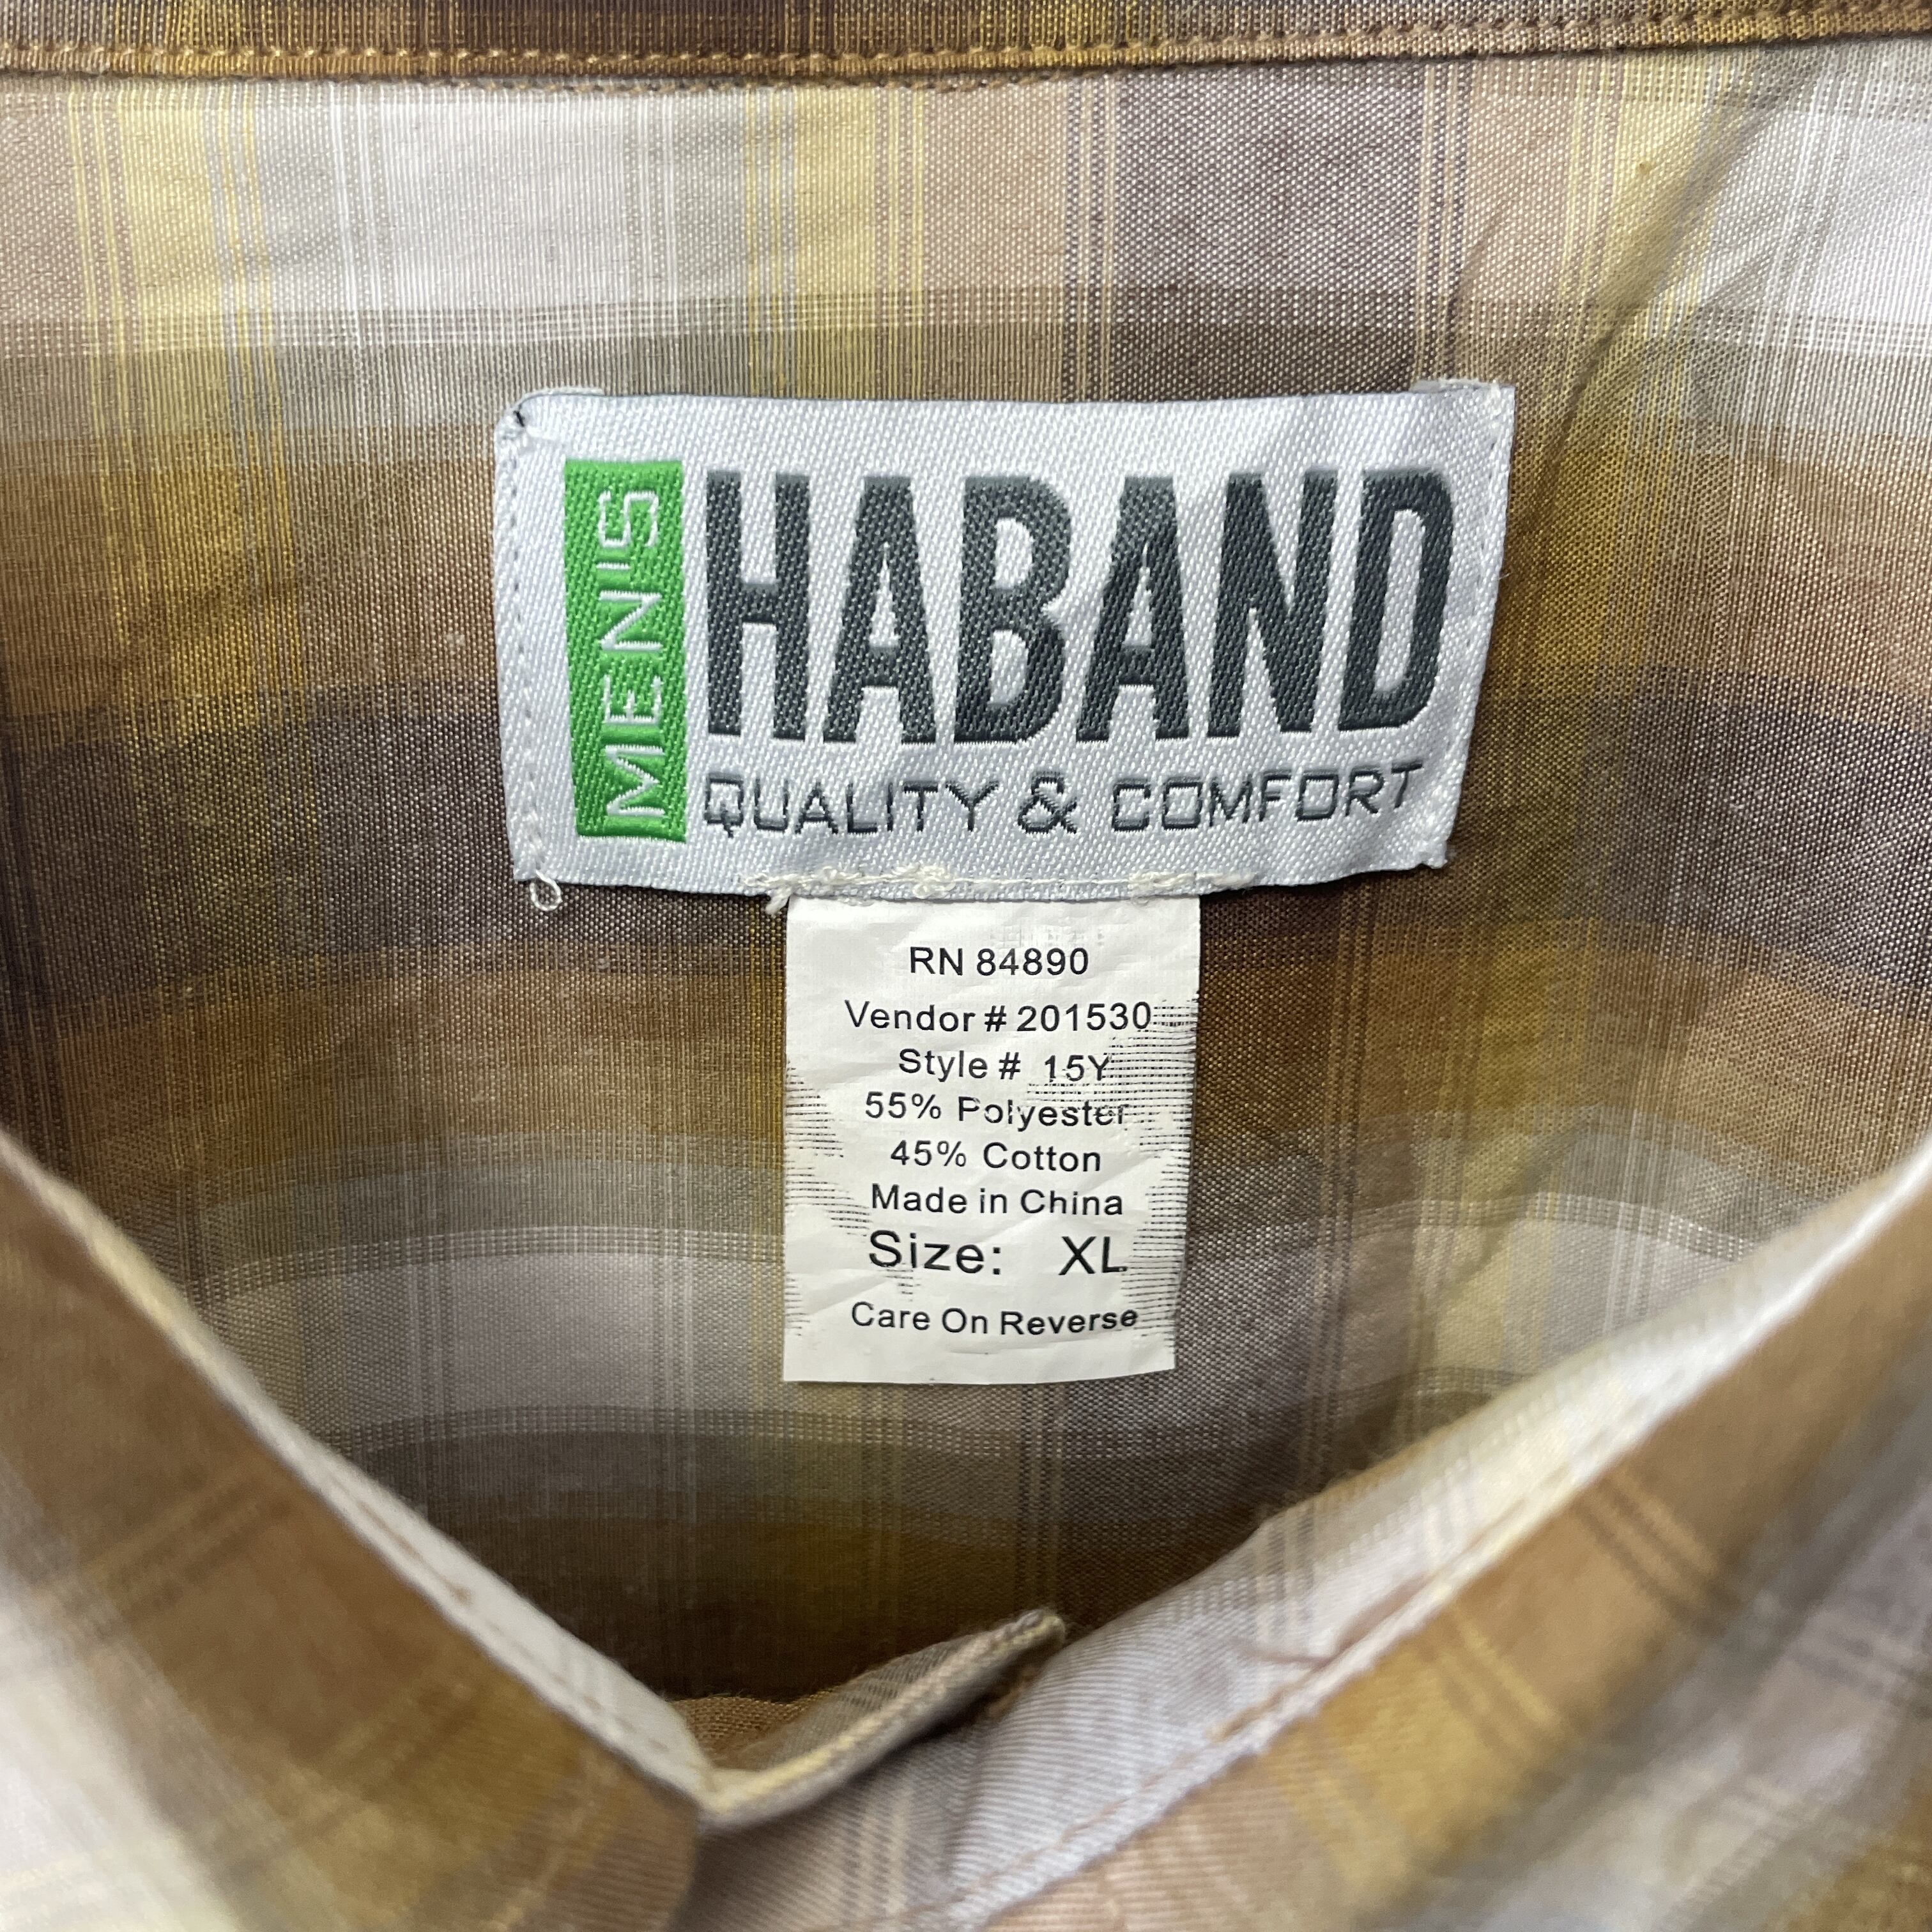 MEN'S
HABAND
QUALITY & COMFORT
RN 84890
Vendor # 201530
Style # 15Y
55% Polyester
45% Cotton
Made in China
Size: XL
Care On Reverse